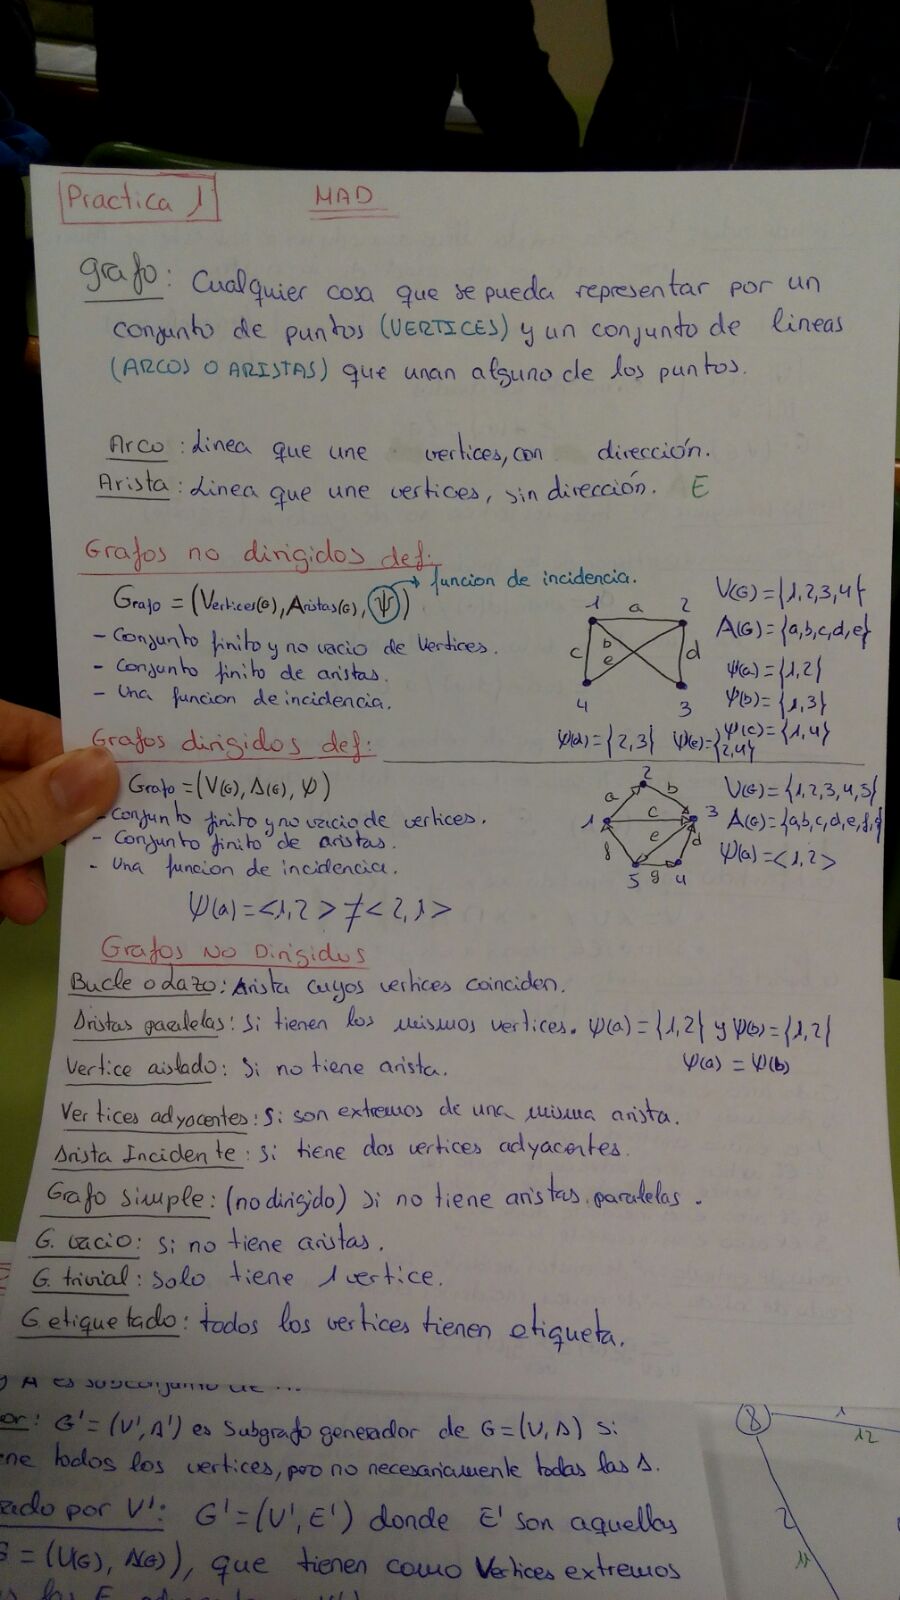 Practica 1
MAD
grafo: Cualquier cosa que se pueda representar por un
conjunto de puntos (VERTICES) y un conjunto de lineas
(ARCOS O ARISTAS) que unan alguno de los puntos.
Arco: Linea que une vertices, con dirección.
Arista: Linea que une vertices, sin dirección. E
Grafos no dirigidos def:
funcion de incidencia.
Grafo = (Vertices(G), Aristas(G), Ψ)
- Conjunto finito y no vacio de Vertices.
- Conjunto finito de aristas.
- Una funcion de incidencia.
1 a 2
c b e d
4 3
V(G) = {1,2,3,4}
A(G) = {a,b,c,d,e}
Ψ(a) = {1,2}
Ψ(b) = {1,3}
Ψ(c) = {1,4}
Ψ(d) = {2,3} Ψ(e) = {2,4}
Grafos dirigidos def:
Grafo = (V(G), A(G), Ψ)
- Conjunto finito y no vacio de vertices.
- Conjunto finito de aristas.
- Una funcion de incidencia.
Ψ(a) = <1,2> ≠ <2,1>
2
a b
1 c 3
e d
f
5 g 4
V(G) = {1,2,3,4,5}
A(G) = {a,b,c,d,e,f,g
Ψ(a) = <1,2>
Grafos NO Dirigidos
Bucle o Lazo: Arista cuyos vertices coinciden.
Aristas paralelas: Si tienen los mismos vertices. Ψ(a) = {1,2} y Ψ(b) = {1,2}
Ψ(a) = Ψ(b)
Vertice aislado: Si no tiene arista.
Vertices adyacentes: Si son extremos de una misma arista.
Arista Incidente: Si tiene dos vertices adyacentes.
Grafo simple: (no dirigido) Si no tiene aristas paralelas.
G. vacio: Si no tiene aristas.
G. trivial: Solo tiene 1 vertice.
G. etiquetado: todos los vertices tienen etiqueta.
y A es subconjunto de
or: G' = (V', A') es Subgrafo generador de G = (V, A) si
ene todos los vertices, pero no necesariamente todas las A.
ado por V': G' = (V', E') donde E' son aquellas
G = (V(G), A(G)), que tienen como Vertices extremos
8 1
12
2
11